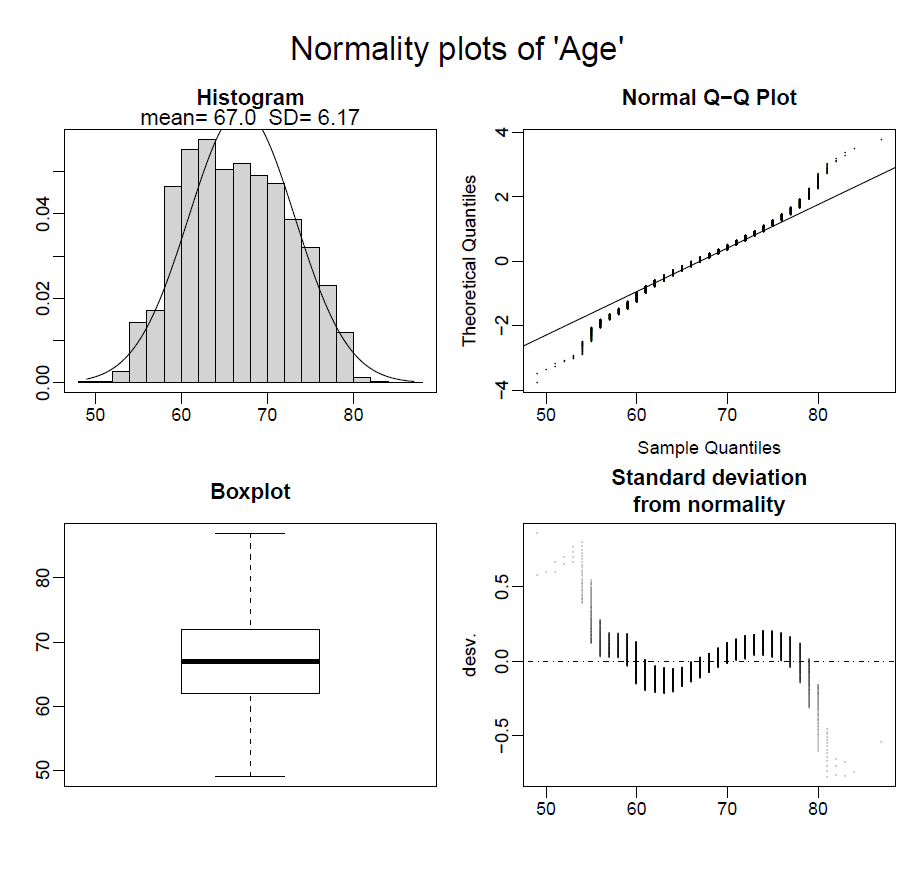 Normality plots of 'Age'
Histogram
mean= 67.0 SD= 6.17
0.04
0.02
0.00
50 60 70 80
Normal Q−Q Plot
Theoretical Quantiles
4
2
0
−2
−4
50 60 70 80
Sample Quantiles
Boxplot
80
70
60
50
Standard deviation
from normality
desv.
0.5
0.0
−0.5
50 60 70 80